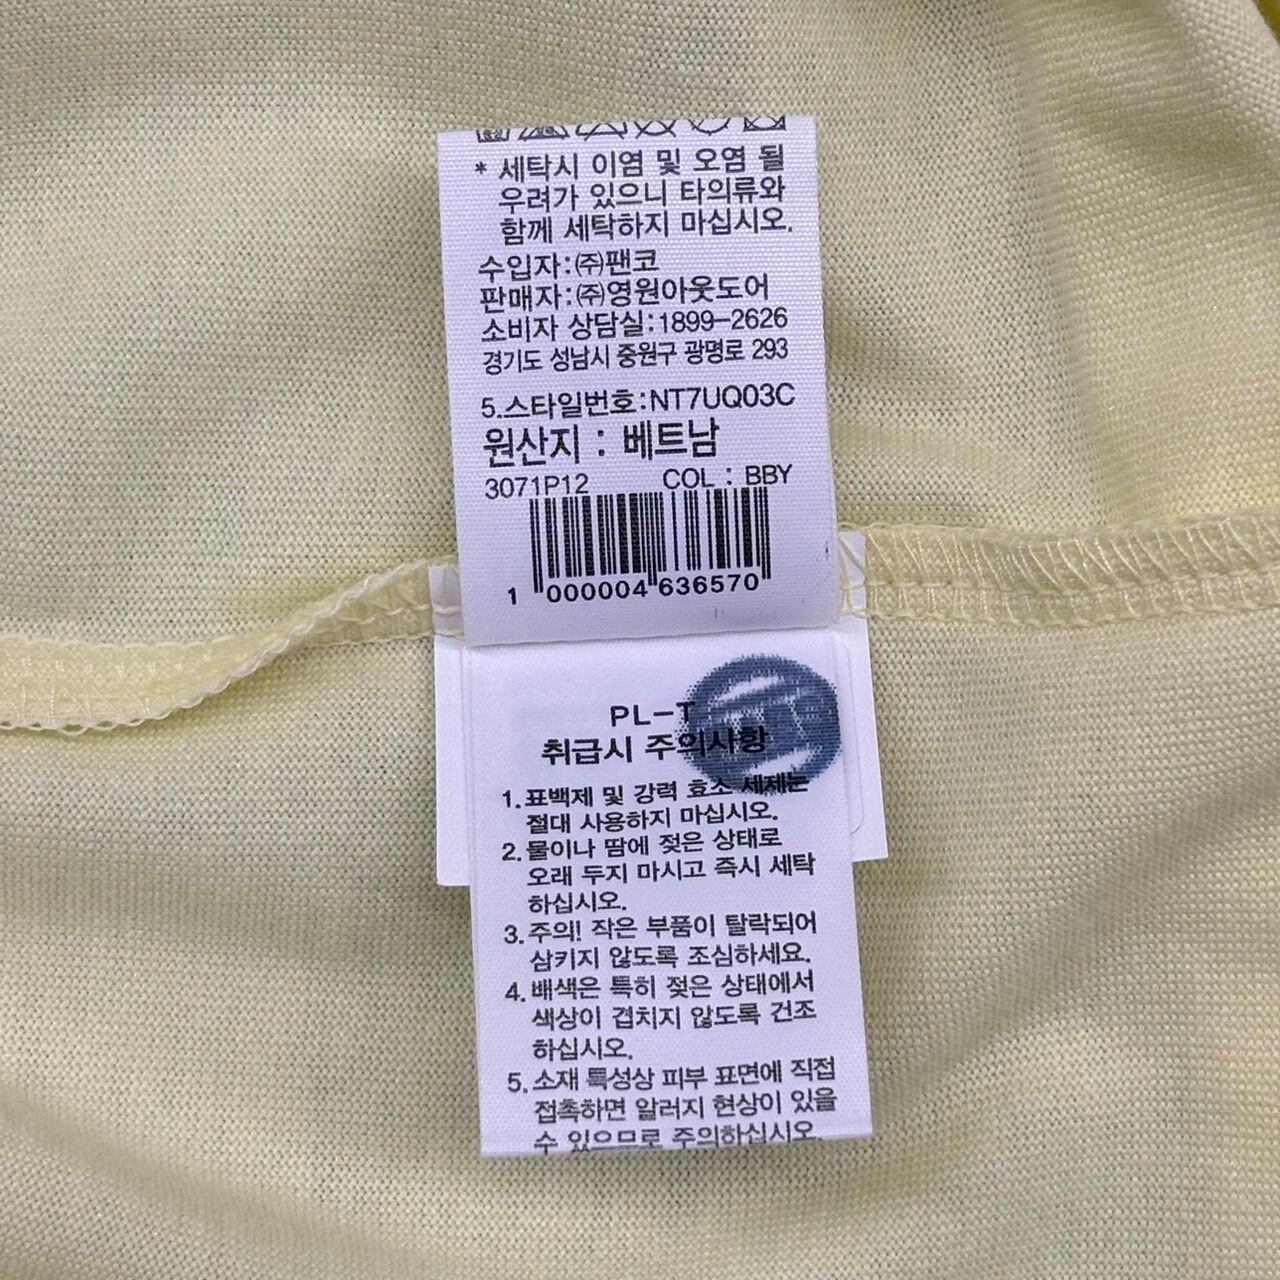 * 세탁시 이염 및 오염 될
우려가 있으니 타의류와
함께 세탁하지 마십시오.
수입자:㈜팬코
판매자:㈜영원아웃도어
소비자 상담실:1899-2626
경기도 성남시 중원구 광명로 293
5.스타일번호:NT7UQ03C
원산지 : 베트남
3071P12 COL : BBY
1 000004 636570
PL-T
취급시 주의사항
1.표백제 및 강력 효소 세제는
절대 사용하지 마십시오.
2.물이나 땀에 젖은 상태로
오래 두지 마시고 즉시 세탁
하십시오.
3.주의! 작은 부품이 탈락되어
삼키지 않도록 조심하세요.
4.배색은 특히 젖은 상태에서
색상이 겹치지 않도록 건조
하십시오.
5.소재 특성상 피부 표면에 직접
접촉하면 알러지 현상이 있을
수 있으므로 주의하십시오.